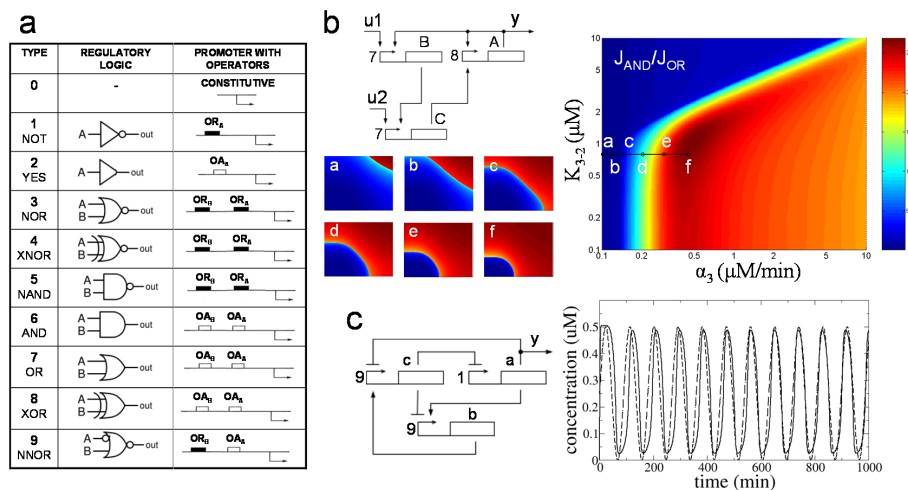 a
TYPE REGULATORY LOGIC PROMOTER WITH OPERATORS
0 - CONSTITUTIVE
1 NOT A out OR_A
2 YES A out OA_A
3 NOR A B out OR_B OR_A
4 XNOR A B out OR_B OR_A
5 NAND A B out OR_B OR_A
6 AND A B out OA_B OA_A
7 OR A B out OA_B OA_A
8 XOR A B out OA_B OA_A
9 NNOR A B out OR_B OA_A
b
u1 y
B A
7 8
u2
7 C
a b c
d e f
J_AND/J_OR
K_3-2 (μM)
10
5
2
1
0.5
0.2
0.1
a c e
b d f
0.1 0.2 0.5 1 2 5 10
α_3 (μM/min)
c
y
c a
9 1
b
9
concentration (uM)
0.5
0.4
0.3
0.2
0.1
0
0 200 400 600 800 1000
time (min)